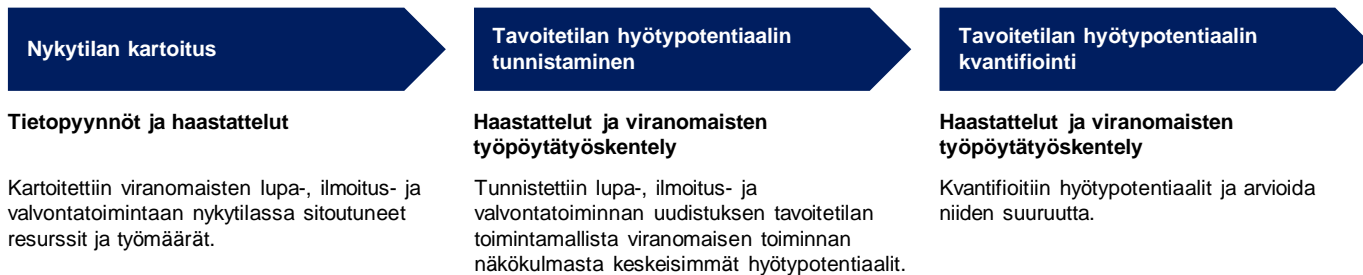 Nykytilan kartoitus
Tavoitetilan hyötypotentiaalin
tunnistaminen
Tavoitetilan hyötypotentiaalin
kvantifiointi
Tietopyynnöt ja haastattelut
Kartoitettiin viranomaisten lupa-, ilmoitus- ja
valvontatoimintaan nykytilassa sitoutuneet
resurssit ja työmäärät.
Haastattelut ja viranomaisten
työpöytätyöskentely
Tunnistettiin lupa-, ilmoitus- ja
valvontatoiminnan uudistuksen tavoitetilan
toimintamallista viranomaisen toiminnan
näkökulmasta keskeisimmät hyötypotentiaalit.
Haastattelut ja viranomaisten
työpöytätyöskentely
Kvantifioitiin hyötypotentiaalit ja arvioida
niiden suuruutta.